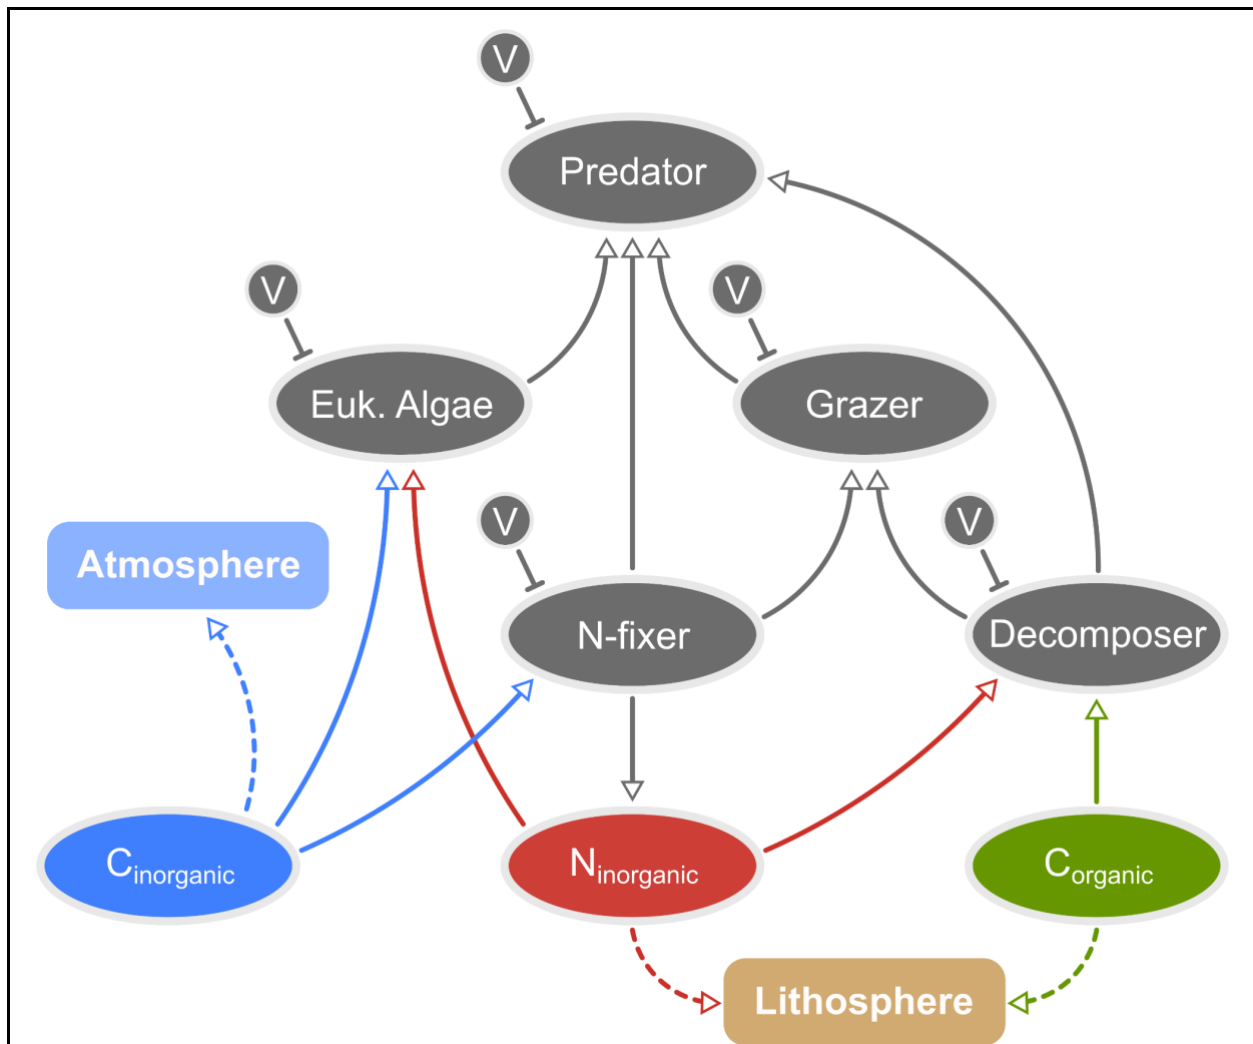 V
Predator
V
V
Euk. Algae
Grazer
V
V
Atmosphere
N-fixer
Decomposer
Cinorganic
Ninorganic
Corganic
Lithosphere